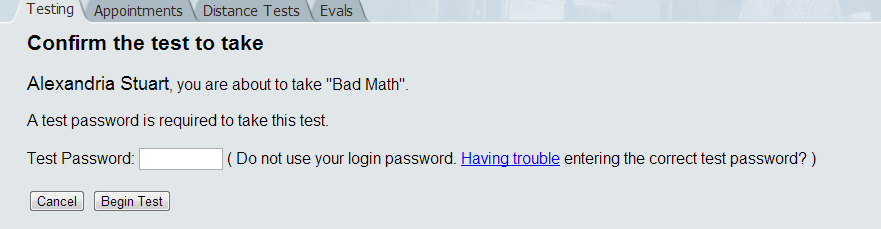 Testing Appointments Distance Tests Evals
Confirm the test to take
Alexandria Stuart, you are about to take "Bad Math".
A test password is required to take this test.
Test Password: ( Do not use your login password. Having trouble entering the correct test password? )
Cancel Begin Test